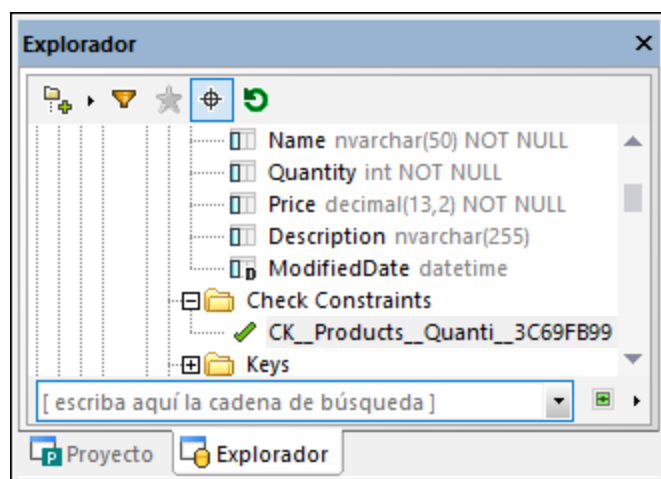 Explorador
Name nvarchar(50) NOT NULL
Quantity int NOT NULL
Price decimal(13,2) NOT NULL
Description nvarchar(255)
ModifiedDate datetime
Check Constraints
CK__Products__Quanti__3C69FB99
Keys
[ escriba aquí la cadena de búsqueda ]
Proyecto Explorador